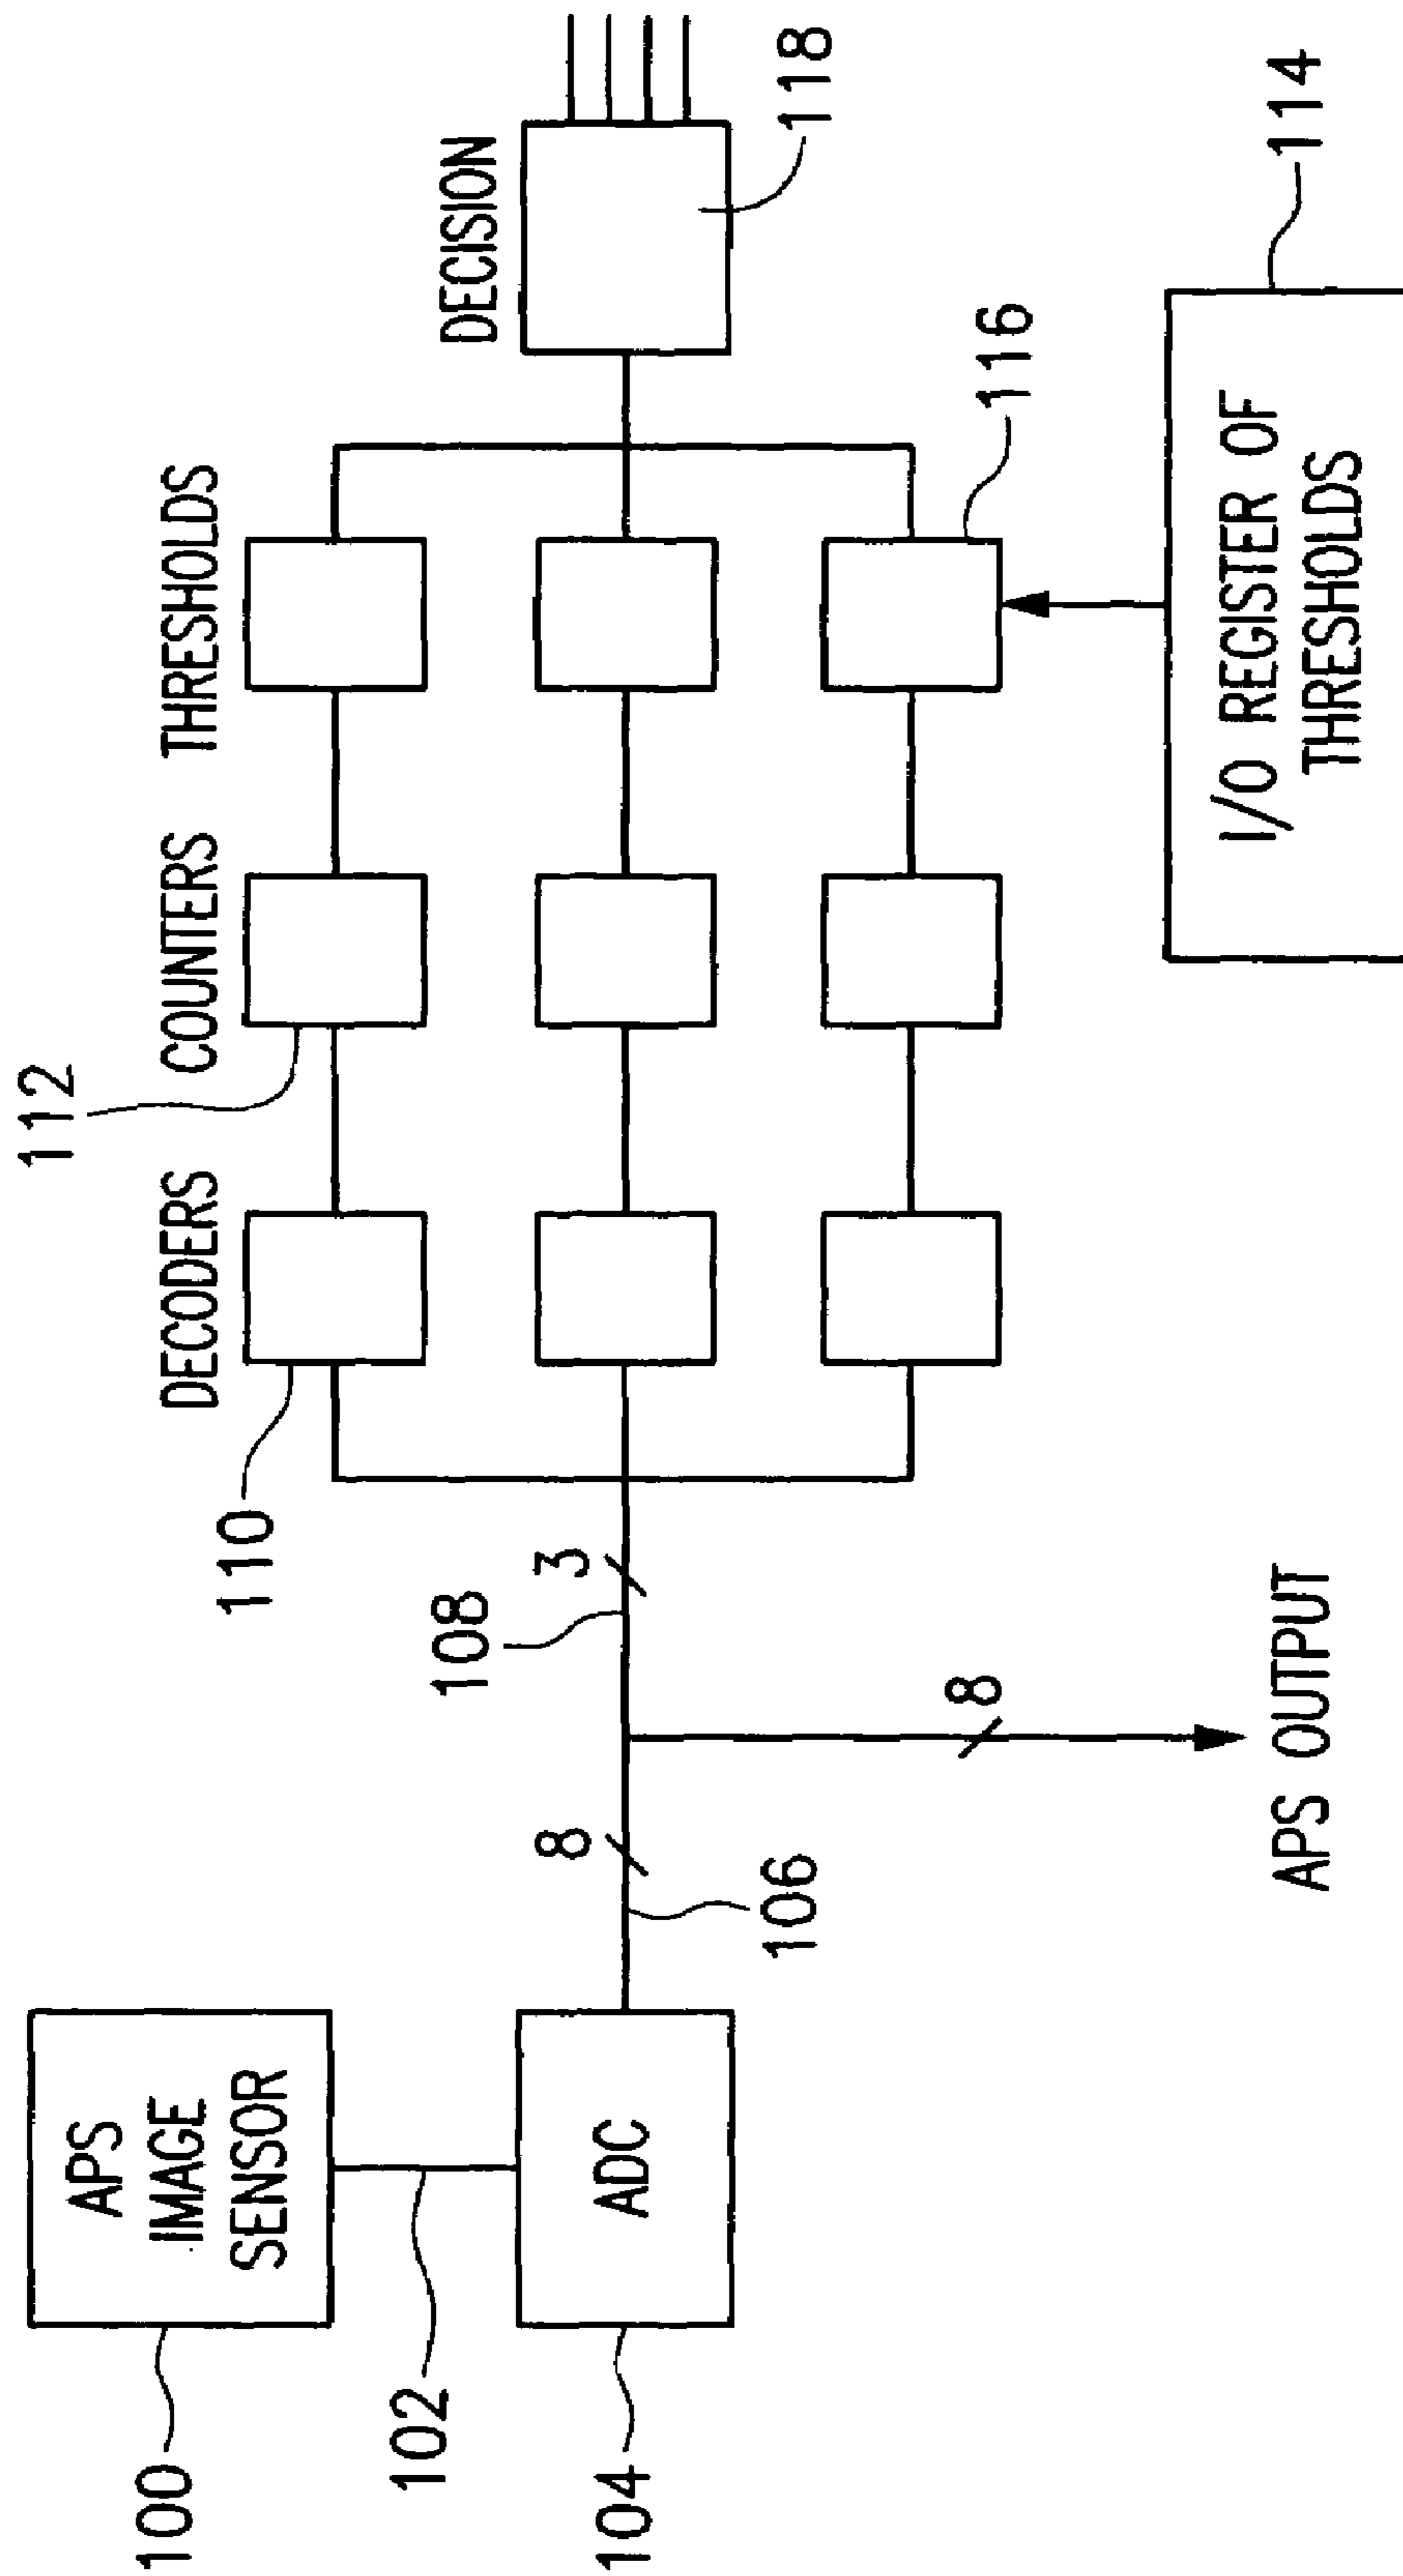 100
APS
IMAGE
SENSOR
102
104
ADC
106
8
8
APS OUTPUT
108
3
110
DECODERS
112
COUNTERS
THRESHOLDS
116
DECISION
118
114
I/O REGISTER OF
THRESHOLDS